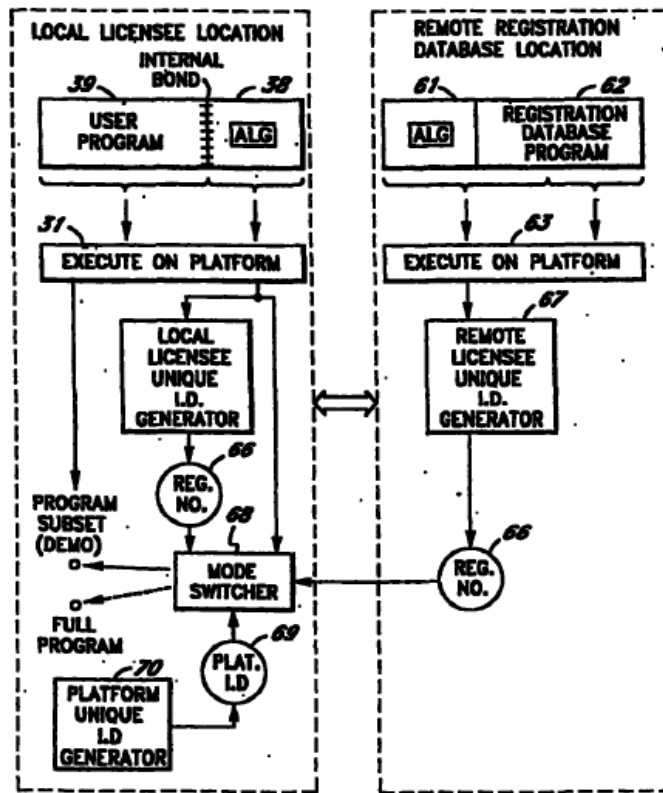 LOCAL LICENSEE LOCATION
INTERNAL
BOND
39
38
USER
PROGRAM
ALG
31
EXECUTE ON PLATFORM
LOCAL
LICENSEE
UNIQUE
I.D.
GENERATOR
66
REG.
NO.
PROGRAM
SUBSET
(DEMO)
68
MODE
SWITCHER
FULL
PROGRAM
69
PLAT.
I.D
70
PLATFORM
UNIQUE
I.D
GENERATOR
REMOTE REGISTRATION
DATABASE LOCATION
61
62
ALG
REGISTRATION
DATABASE
PROGRAM
63
EXECUTE ON PLATFORM
67
REMOTE
LICENSEE
UNIQUE
I.D.
GENERATOR
66
REG.
NO.